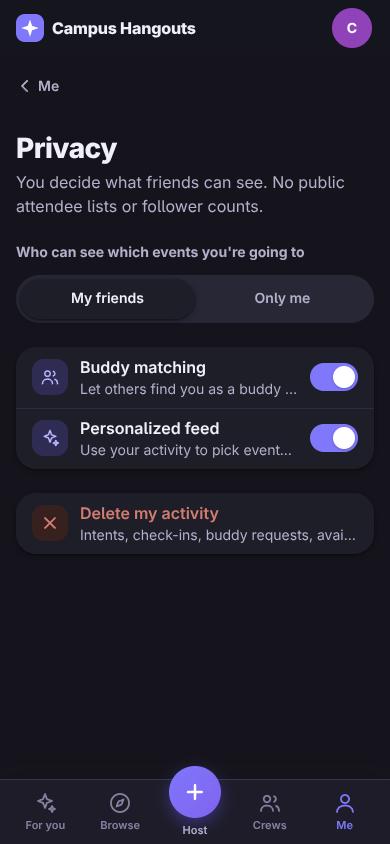 Campus Hangouts
C
Me
Privacy
You decide what friends can see. No public
attendee lists or follower counts.
Who can see which events you're going to
My friends
Only me
Buddy matching
Let others find you as a buddy ...
Personalized feed
Use your activity to pick event...
Delete my activity
Intents, check-ins, buddy requests, avai...
For you
Browse
Host
Crews
Me